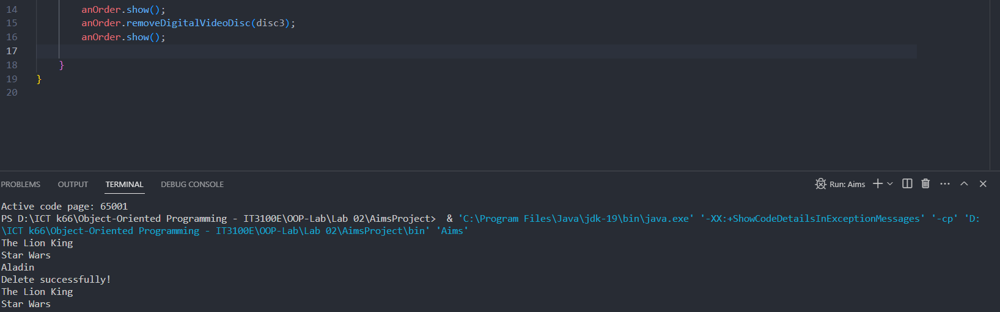 14 anOrder.show();
15 anOrder.removeDigitalVideoDisc(disc3);
16 anOrder.show();
17
18 }
19 }
20
PROBLEMS OUTPUT TERMINAL DEBUG CONSOLE Run: Aims
Active code page: 65001
PS D:\ICT k66\Object-Oriented Programming - IT3100E\OOP-Lab\Lab 02\AimsProject>  & 'C:\Program Files\Java\jdk-19\bin\java.exe' '-XX:+ShowCodeDetailsInExceptionMessages' '-cp' 'D:
\ICT k66\Object-Oriented Programming - IT3100E\OOP-Lab\Lab 02\AimsProject\bin' 'Aims'
The Lion King
Star Wars
Aladin
Delete successfully!
The Lion King
Star Wars